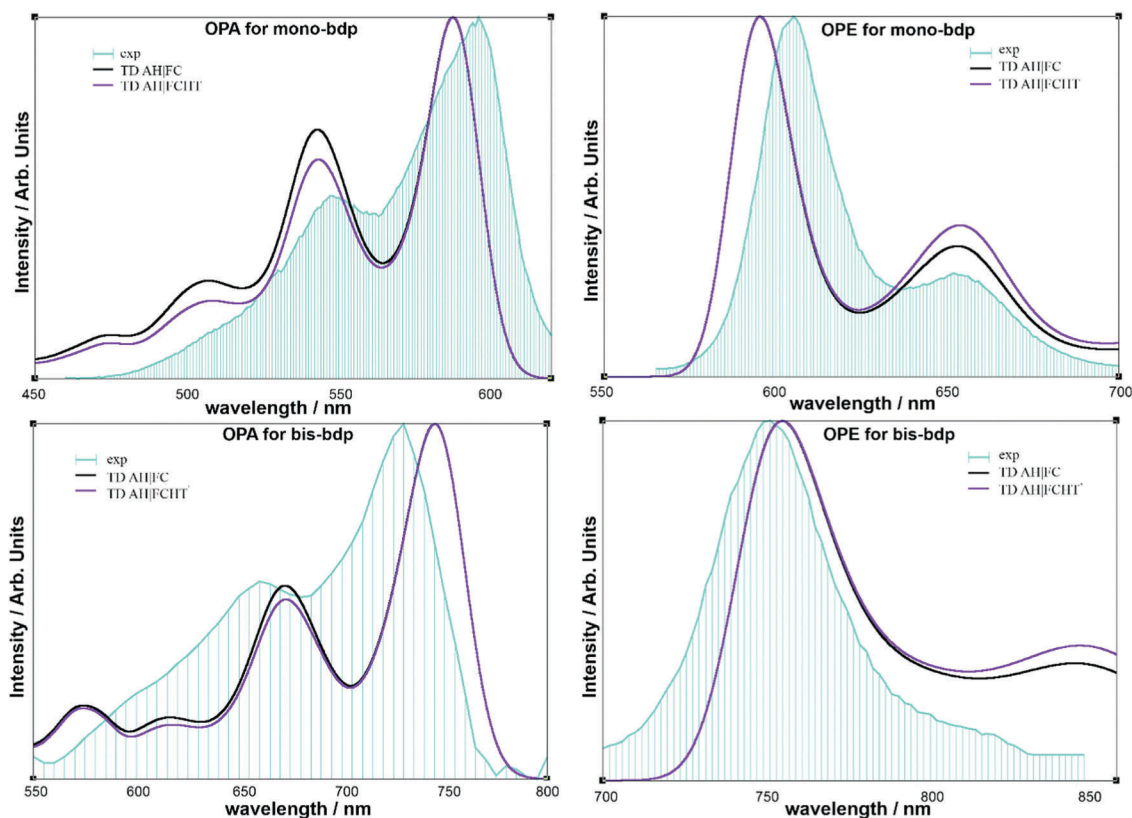 OPA for mono-bdp
exp
TD AH|FC
TD AH|FCHT
Intensity / Arb. Units
450 500 550 600
wavelength / nm
OPE for mono-bdp
exp
TD AH|FC
TD AH|FCHT
Intensity / Arb. Units
550 600 650 700
wavelength / nm
OPA for bis-bdp
exp
TD AH|FC
TD AH|FCHT
Intensity / Arb. Units
550 600 650 700 750 800
wavelength / nm
OPE for bis-bdp
exp
TD AH|FC
TD AH|FCHT
Intensity / Arb. Units
700 750 800 850
wavelength / nm